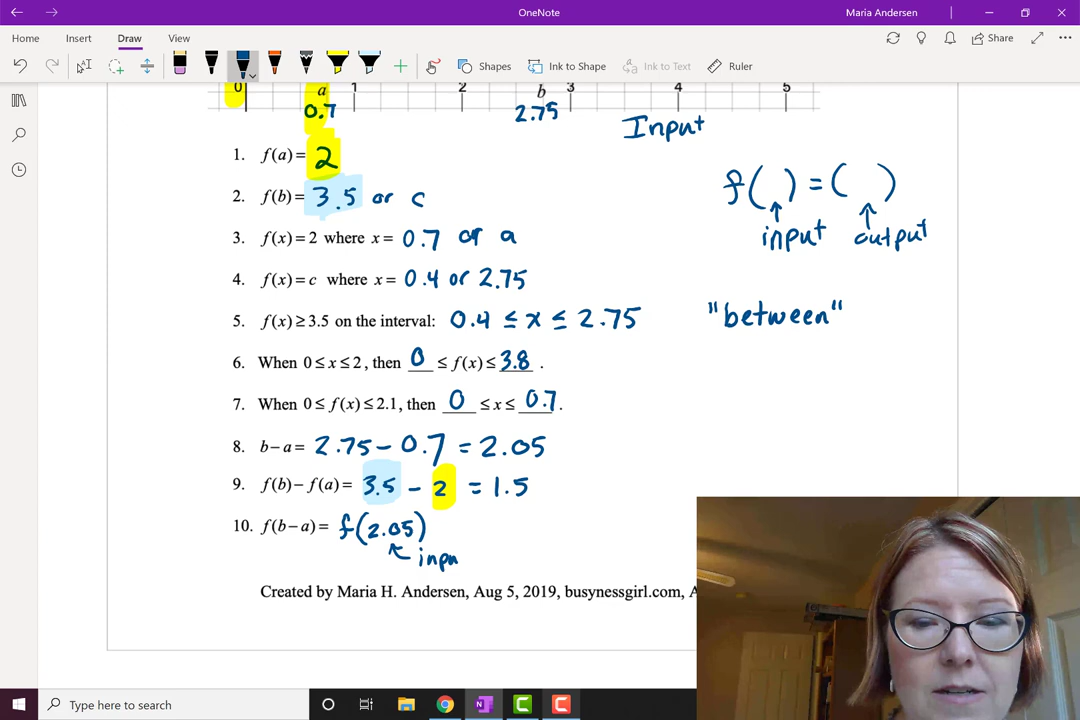 OneNote
Maria Andersen
Home Insert Draw View
Share
Shapes Ink to Shape Ink to Text Ruler
0 a 1 2 b 3 4 5
0.7 2.75 Input
1. f(a) = 2
f( ) = ( )
input output
2. f(b) = 3.5 or c
3. f(x) = 2 where x = 0.7 or a
4. f(x) = c where x = 0.4 or 2.75
5. f(x) ≥ 3.5 on the interval: 0.4 ≤ x ≤ 2.75 "between"
6. When 0 ≤ x ≤ 2, then 0 ≤ f(x) ≤ 3.8.
7. When 0 ≤ f(x) ≤ 2.1, then 0 ≤ x ≤ 0.7.
8. b − a = 2.75 − 0.7 = 2.05
9. f(b) − f(a) = 3.5 − 2 = 1.5
10. f(b − a) = f(2.05)
inpu
Created by Maria H. Andersen, Aug 5, 2019, busynessgirl.com, A
Type here to search